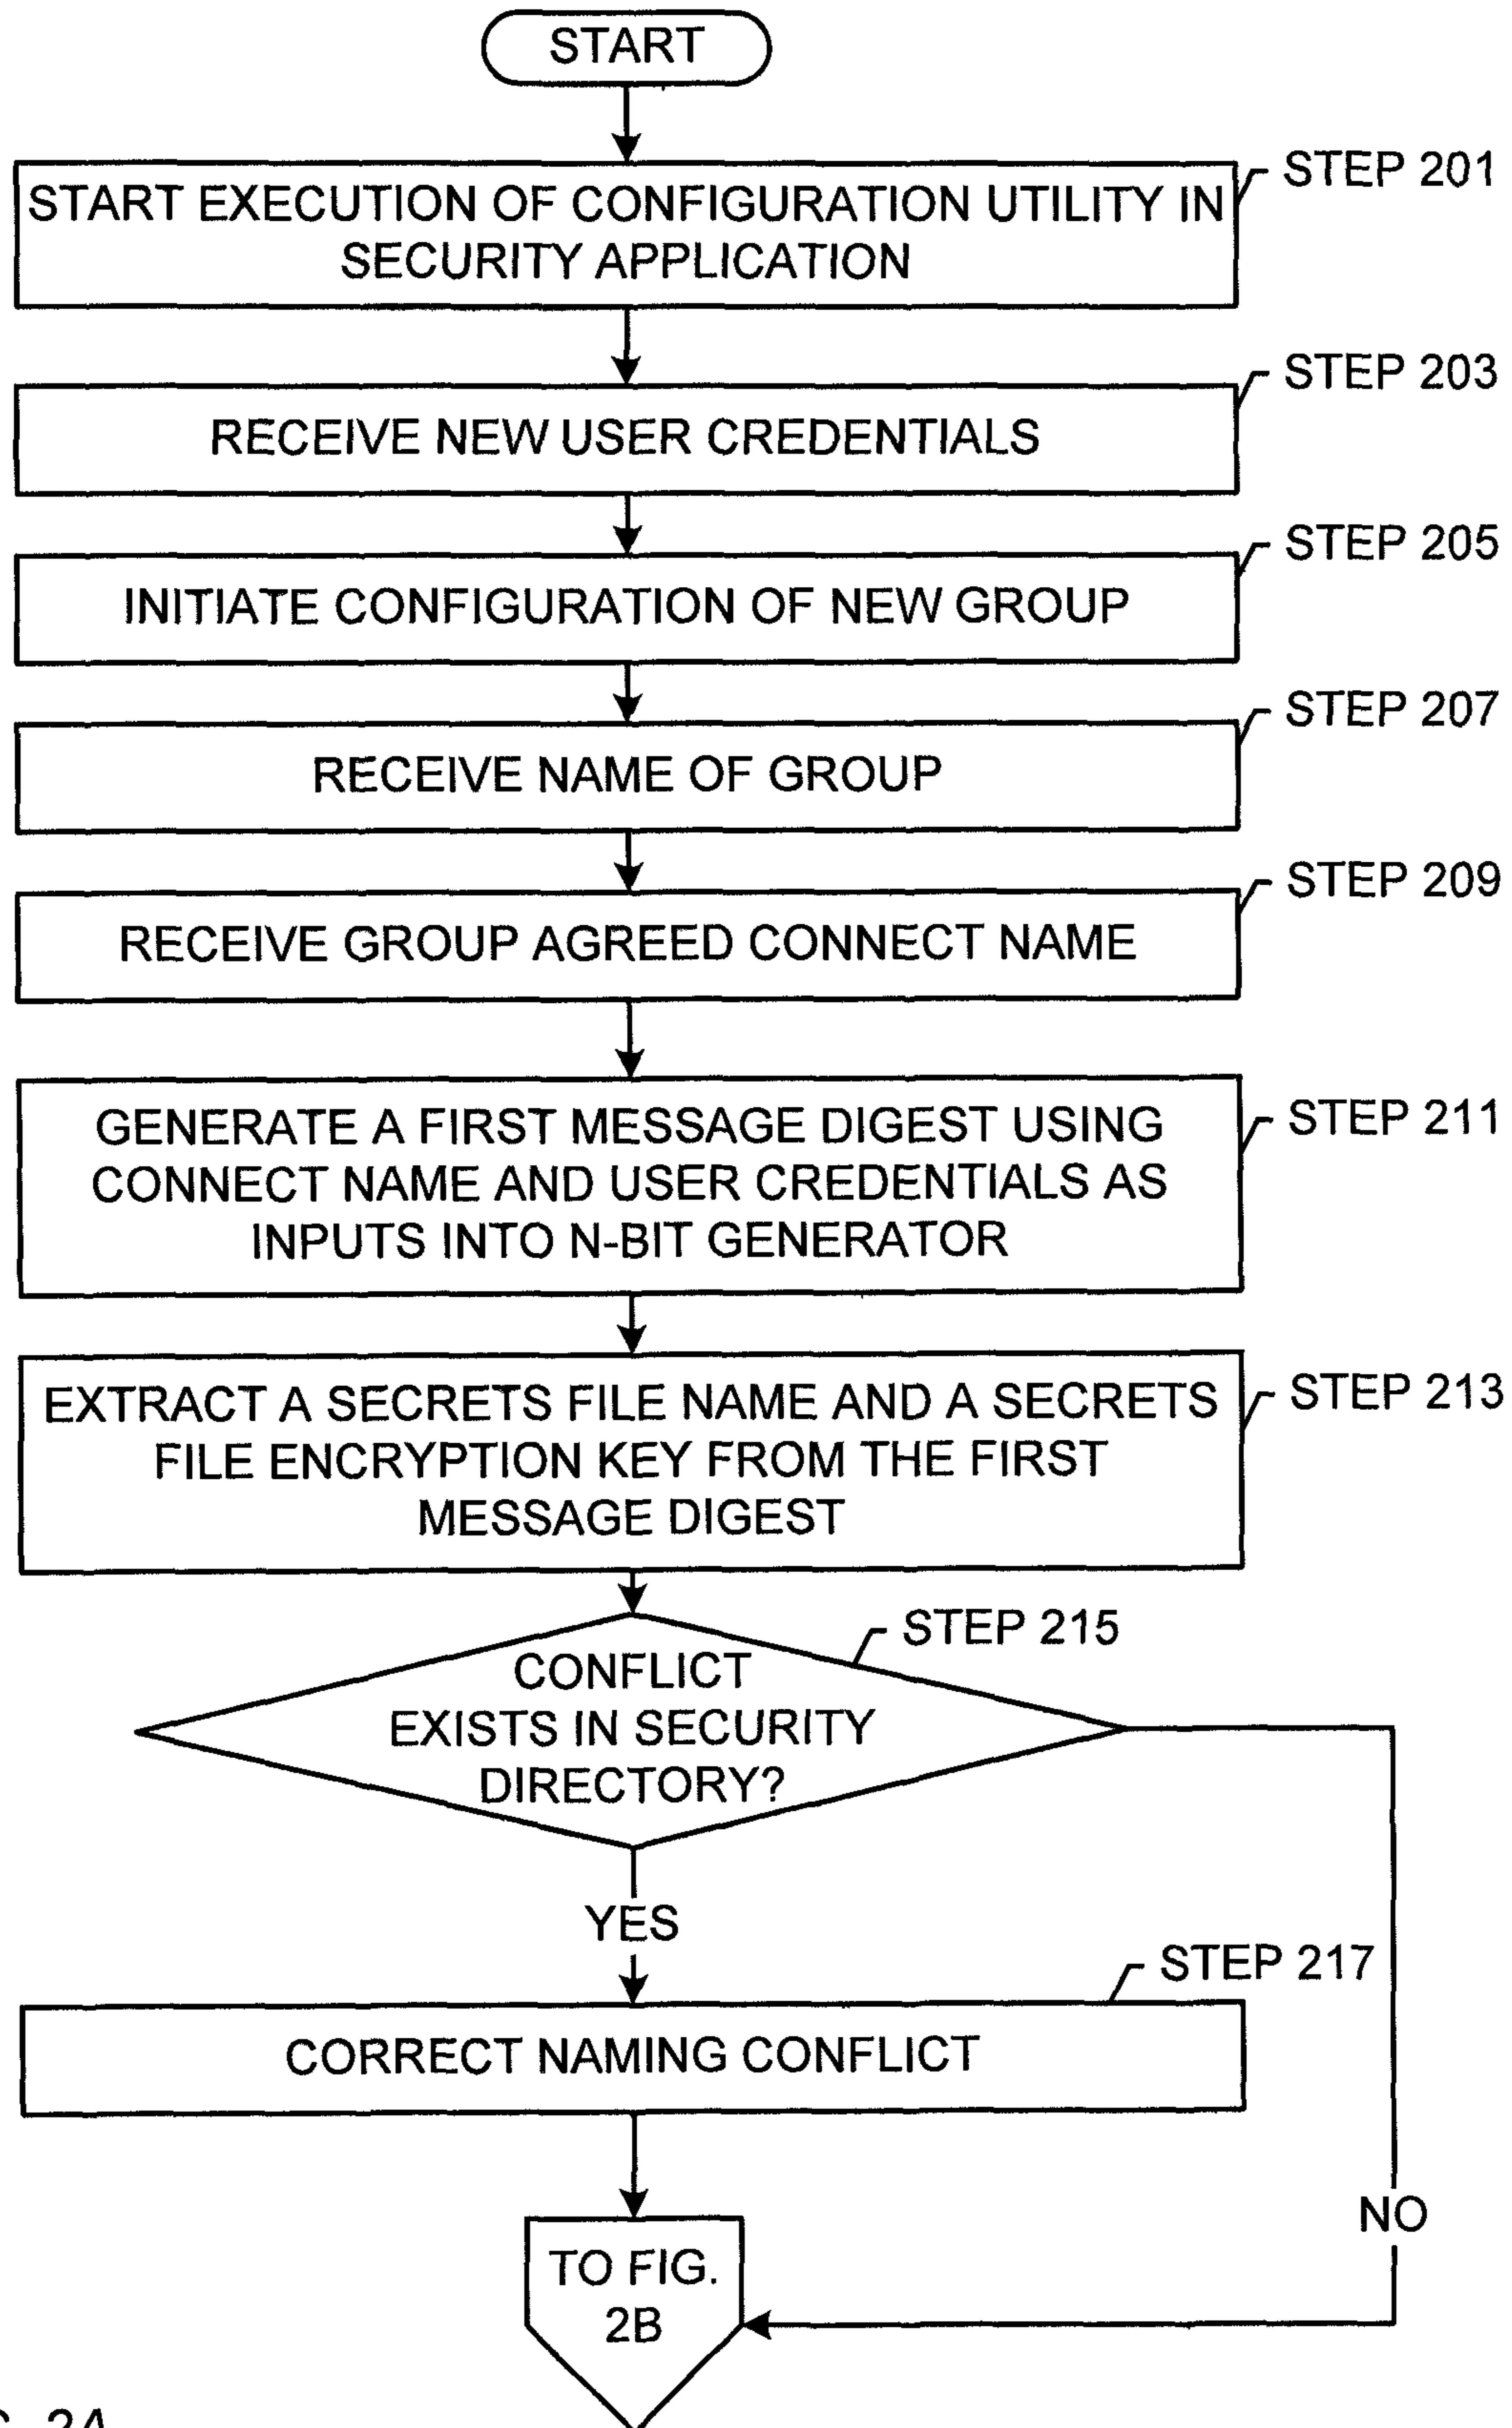 START
STEP 201
START EXECUTION OF CONFIGURATION UTILITY IN
SECURITY APPLICATION
STEP 203
RECEIVE NEW USER CREDENTIALS
STEP 205
INITIATE CONFIGURATION OF NEW GROUP
STEP 207
RECEIVE NAME OF GROUP
STEP 209
RECEIVE GROUP AGREED CONNECT NAME
STEP 211
GENERATE A FIRST MESSAGE DIGEST USING
CONNECT NAME AND USER CREDENTIALS AS
INPUTS INTO N-BIT GENERATOR
STEP 213
EXTRACT A SECRETS FILE NAME AND A SECRETS
FILE ENCRYPTION KEY FROM THE FIRST
MESSAGE DIGEST
STEP 215
CONFLICT
EXISTS IN SECURITY
DIRECTORY?
YES
STEP 217
CORRECT NAMING CONFLICT
NO
TO FIG.
2B
2A